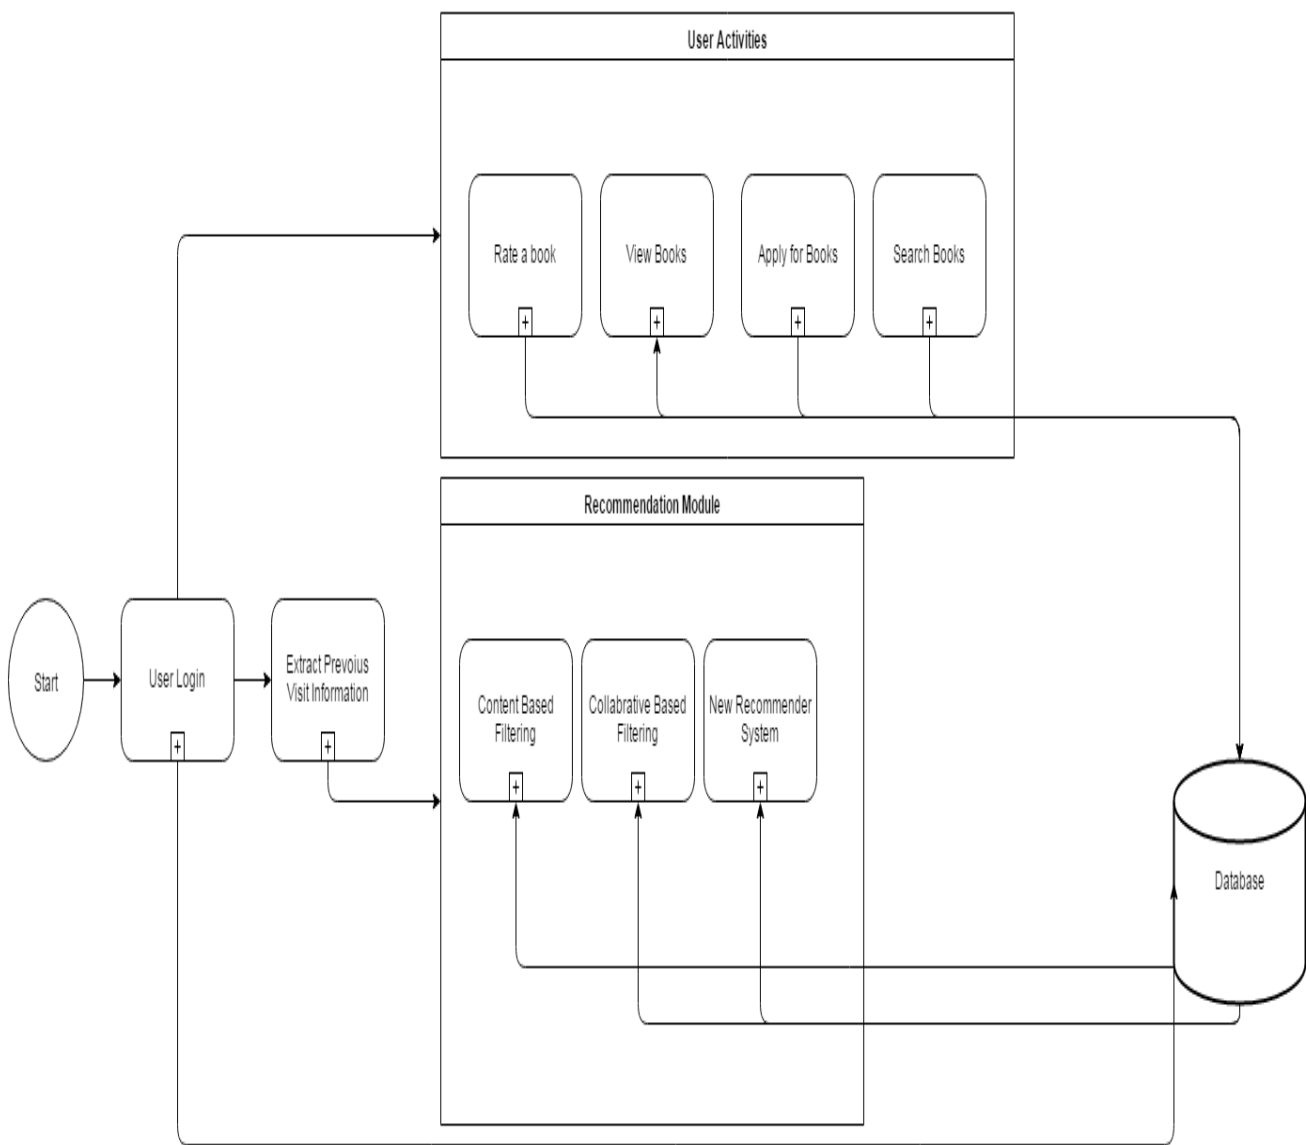 User Activities
Rate a book
View Books
Apply for Books
Search Books
Recommendation Module
Start
User Login
Extract Prevoius
Visit Information
Content Based
Filtering
Collabrative Based
Filtering
New Recommender
System
Database